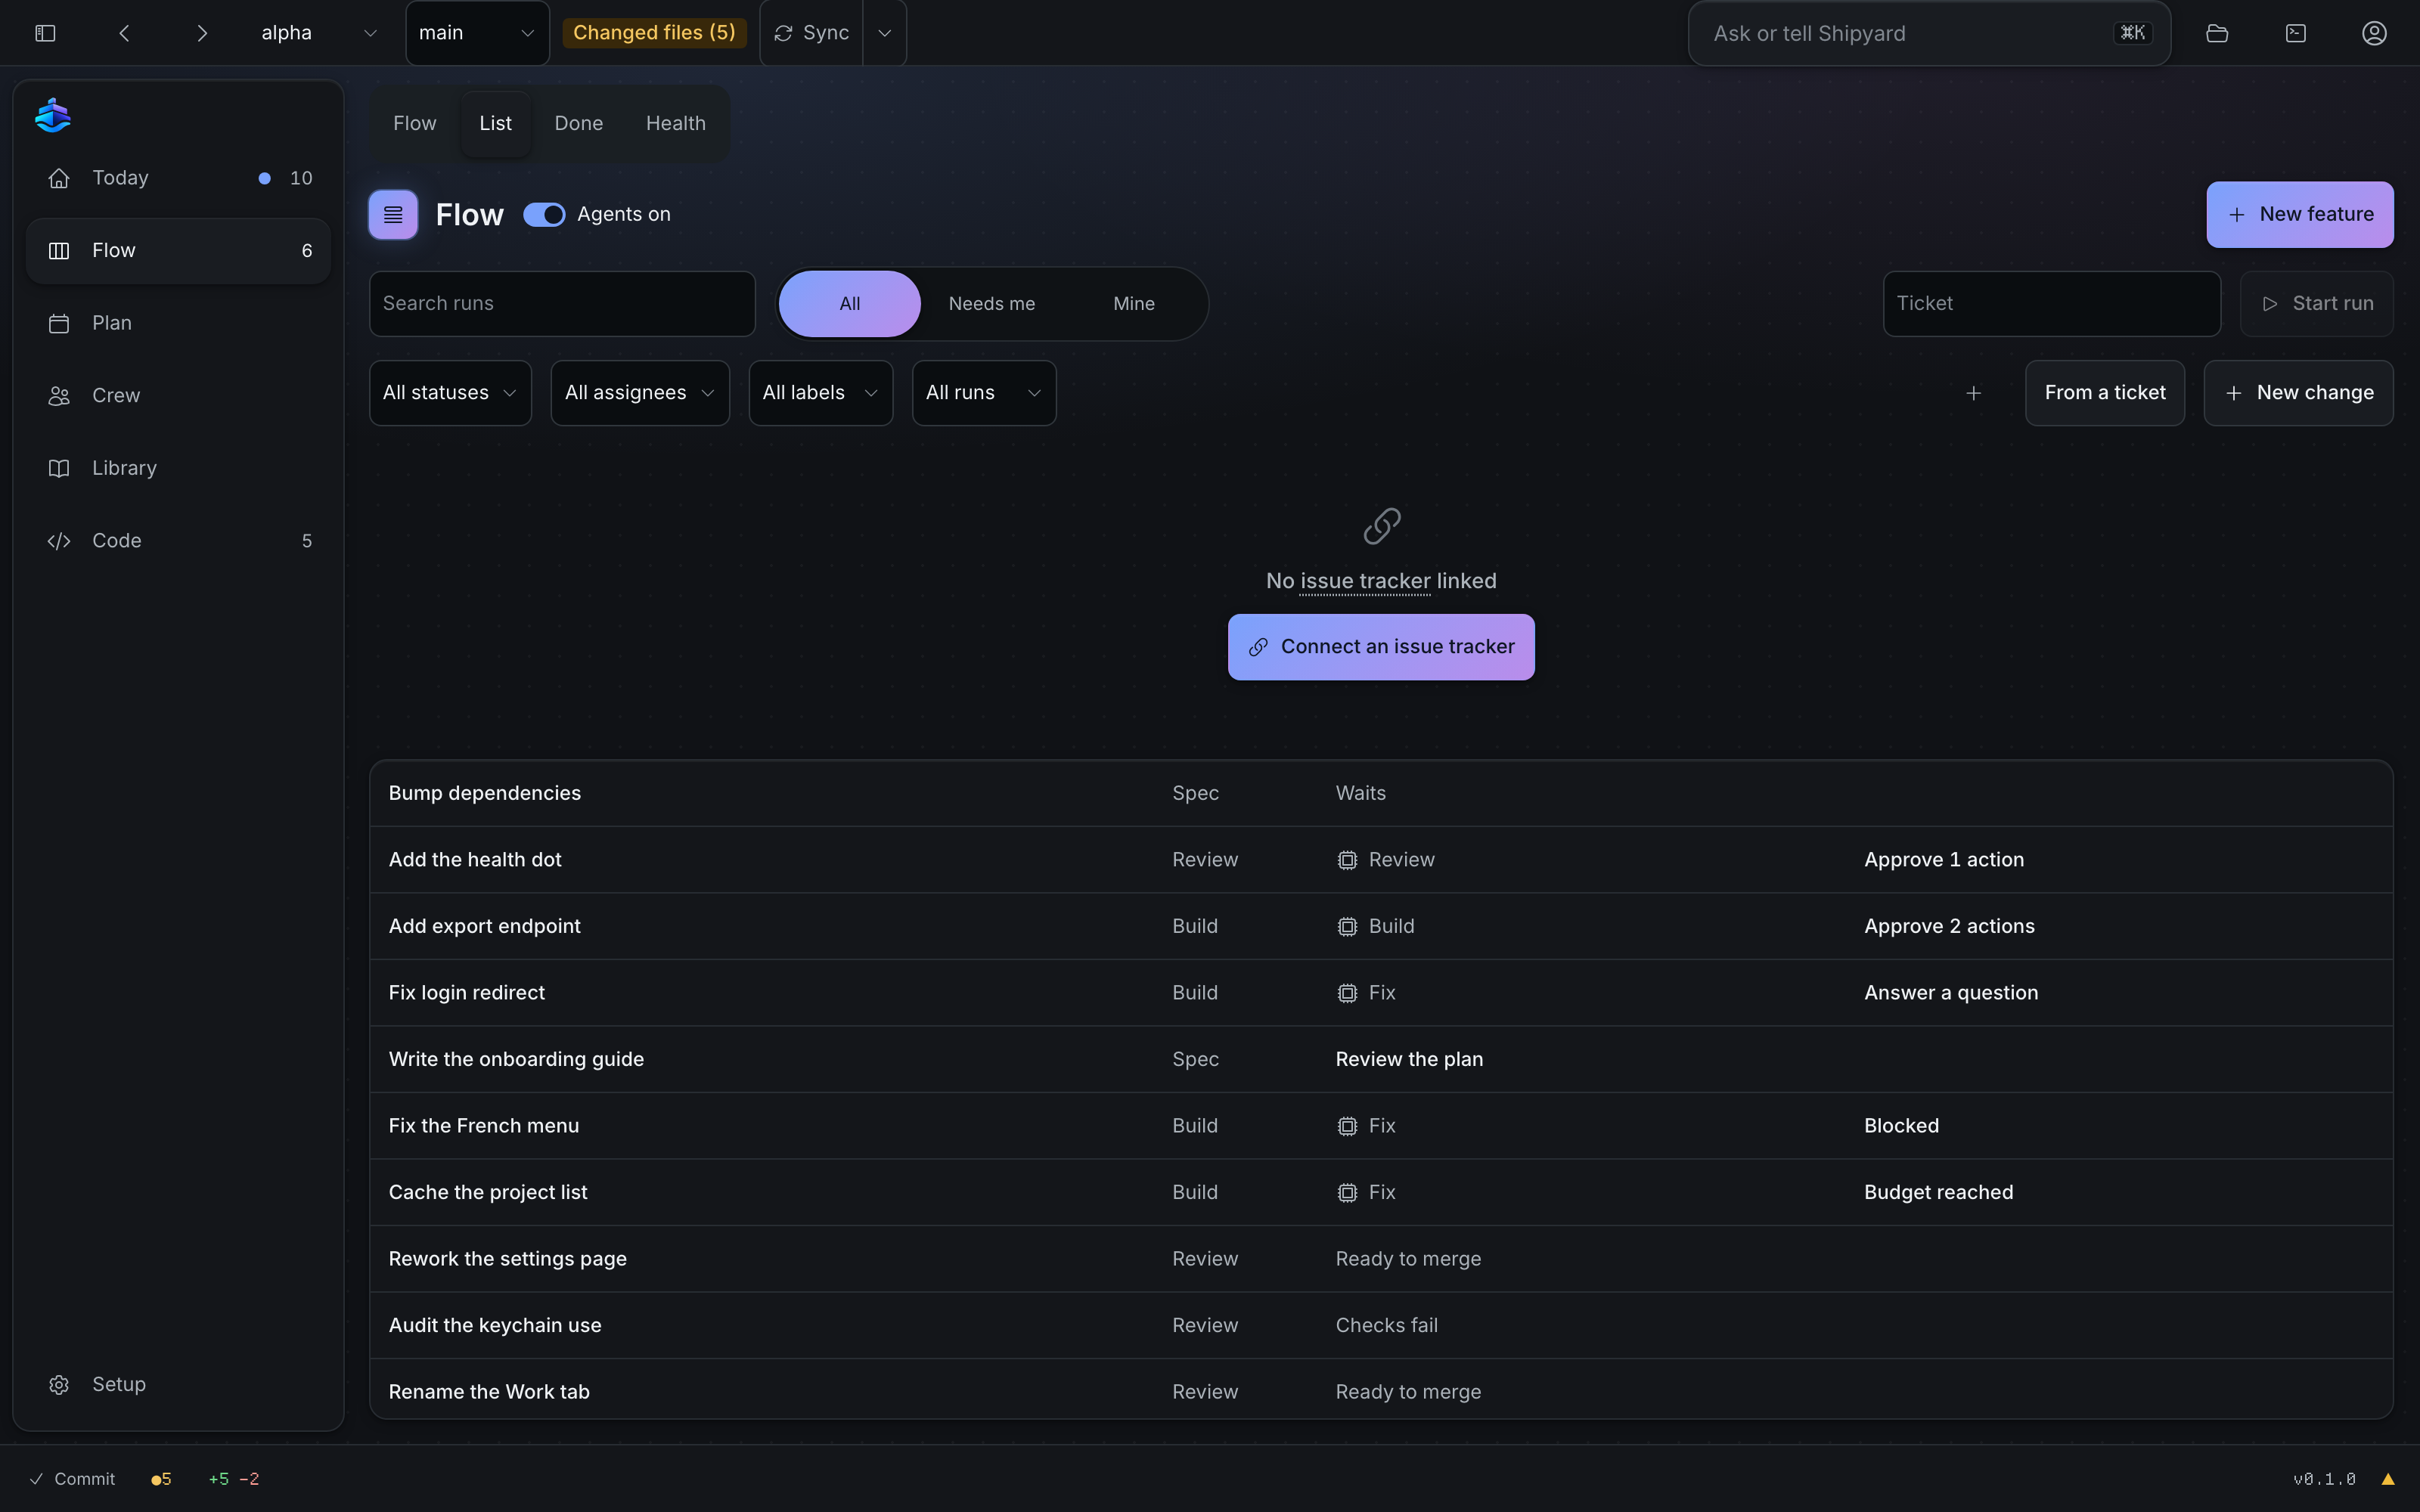 alpha
main
Changed files (5)
Sync
Ask or tell Shipyard
⌘K
Flow
List
Done
Health
Today
10
Flow
6
Plan
Crew
Library
Code
5
Setup
Flow
Agents on
New feature
Search runs
All
Needs me
Mine
Ticket
Start run
All statuses
All assignees
All labels
All runs
From a ticket
New change
No issue tracker linked
Connect an issue tracker
Bump dependencies Spec Waits
Add the health dot Review Review Approve 1 action
Add export endpoint Build Build Approve 2 actions
Fix login redirect Build Fix Answer a question
Write the onboarding guide Spec Review the plan
Fix the French menu Build Fix Blocked
Cache the project list Build Fix Budget reached
Rework the settings page Review Ready to merge
Audit the keychain use Review Checks fail
Rename the Work tab Review Ready to merge
Commit
5
+5 -2
v0.1.0